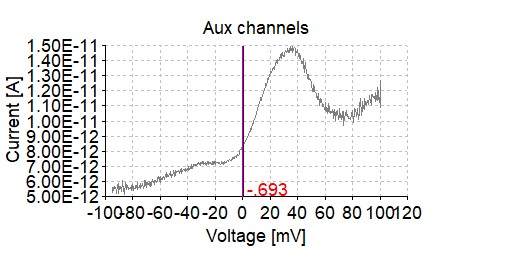 Aux channels
1.50E-11
1.40E-11
1.30E-11
1.20E-11
1.10E-11
1.00E-11
9.00E-12
8.00E-12
7.00E-12
6.00E-12
5.00E-12
Current [A]
-.693
-100 -80 -60 -40 -20 0 20 40 60 80 100 120
Voltage [mV]